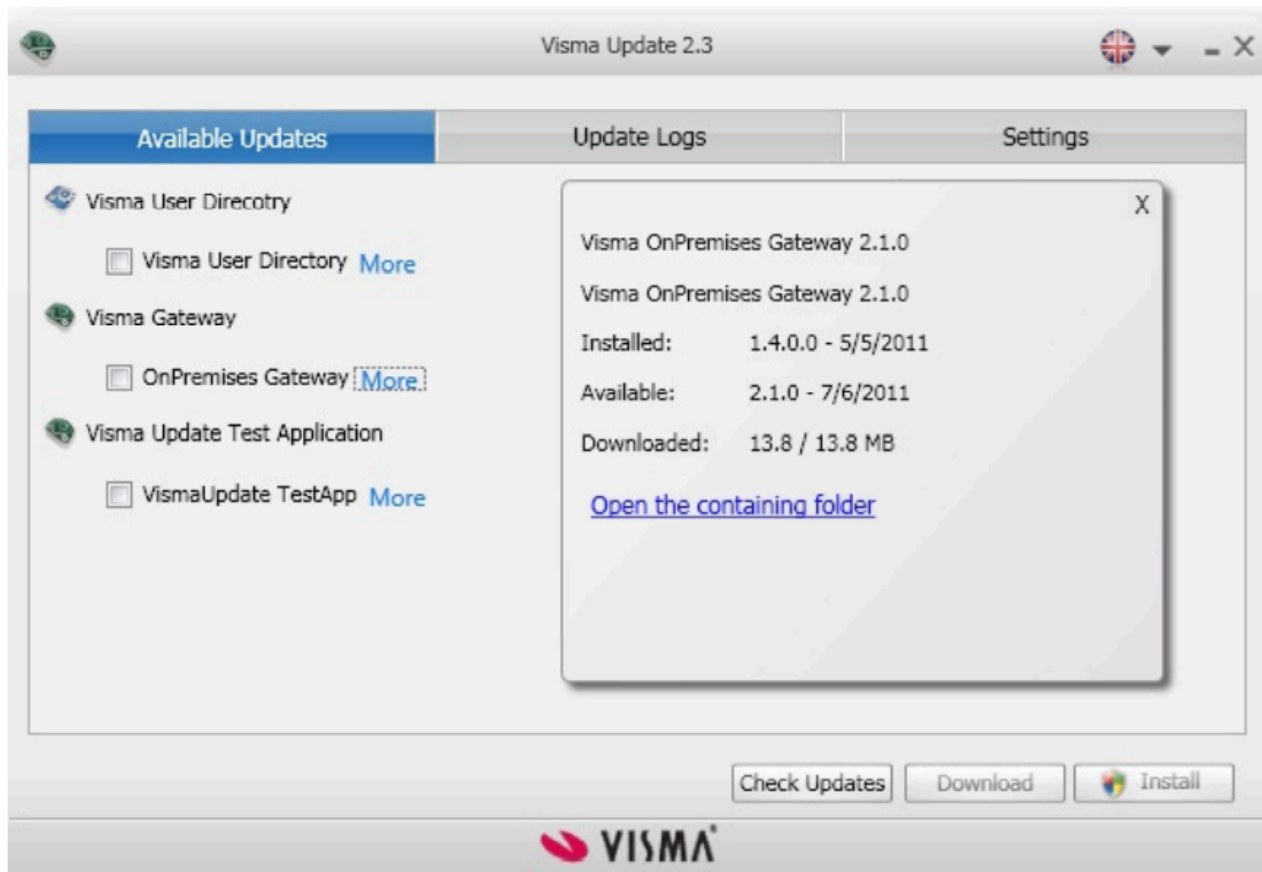 Visma Update 2.3
Available Updates
Update Logs
Settings
Visma User Direcotry
Visma User Directory More
Visma Gateway
OnPremises Gateway More
Visma Update Test Application
VismaUpdate TestApp More
X
Visma OnPremises Gateway 2.1.0
Visma OnPremises Gateway 2.1.0
Installed: 1.4.0.0 - 5/5/2011
Available: 2.1.0 - 7/6/2011
Downloaded: 13.8 / 13.8 MB
Open the containing folder
Check Updates
Download
Install
VISMA